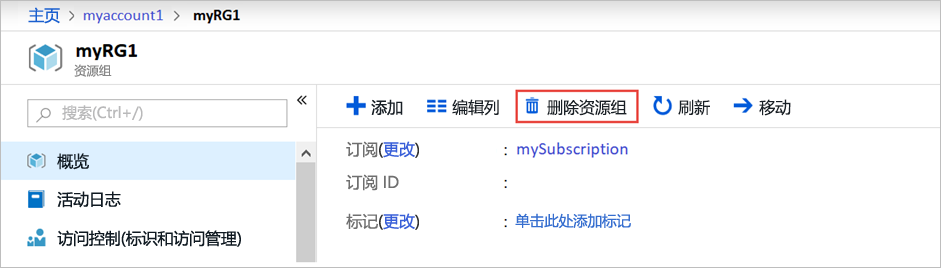 主页 > myaccount1 > myRG1
myRG1
资源组
搜索(Ctrl+/) «
添加 编辑列 删除资源组 刷新 移动
订阅(更改) : mySubscription
订阅 ID :
标记(更改) : 单击此处添加标记
概览
活动日志
访问控制(标识和访问管理)